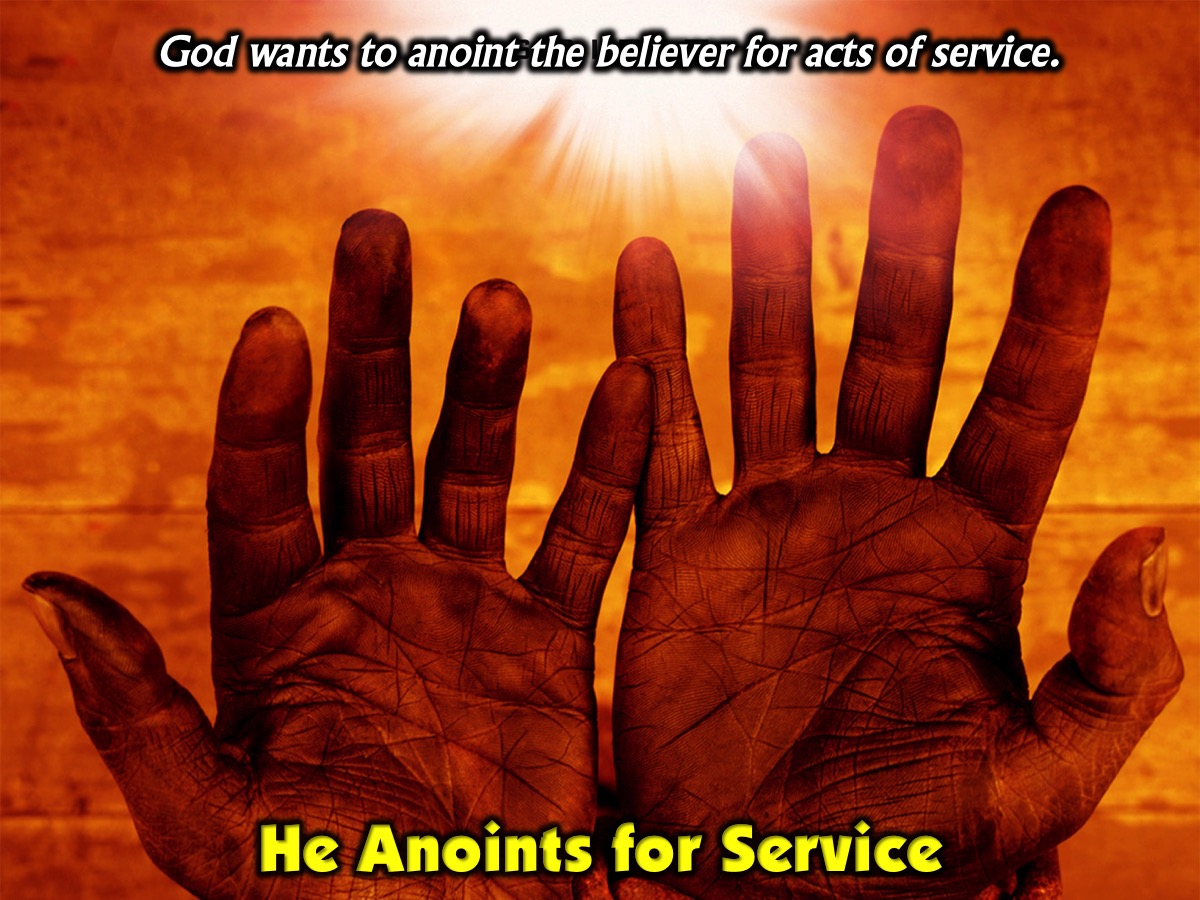 God wants to anoint the believer for acts of service.
He Anoints for Service